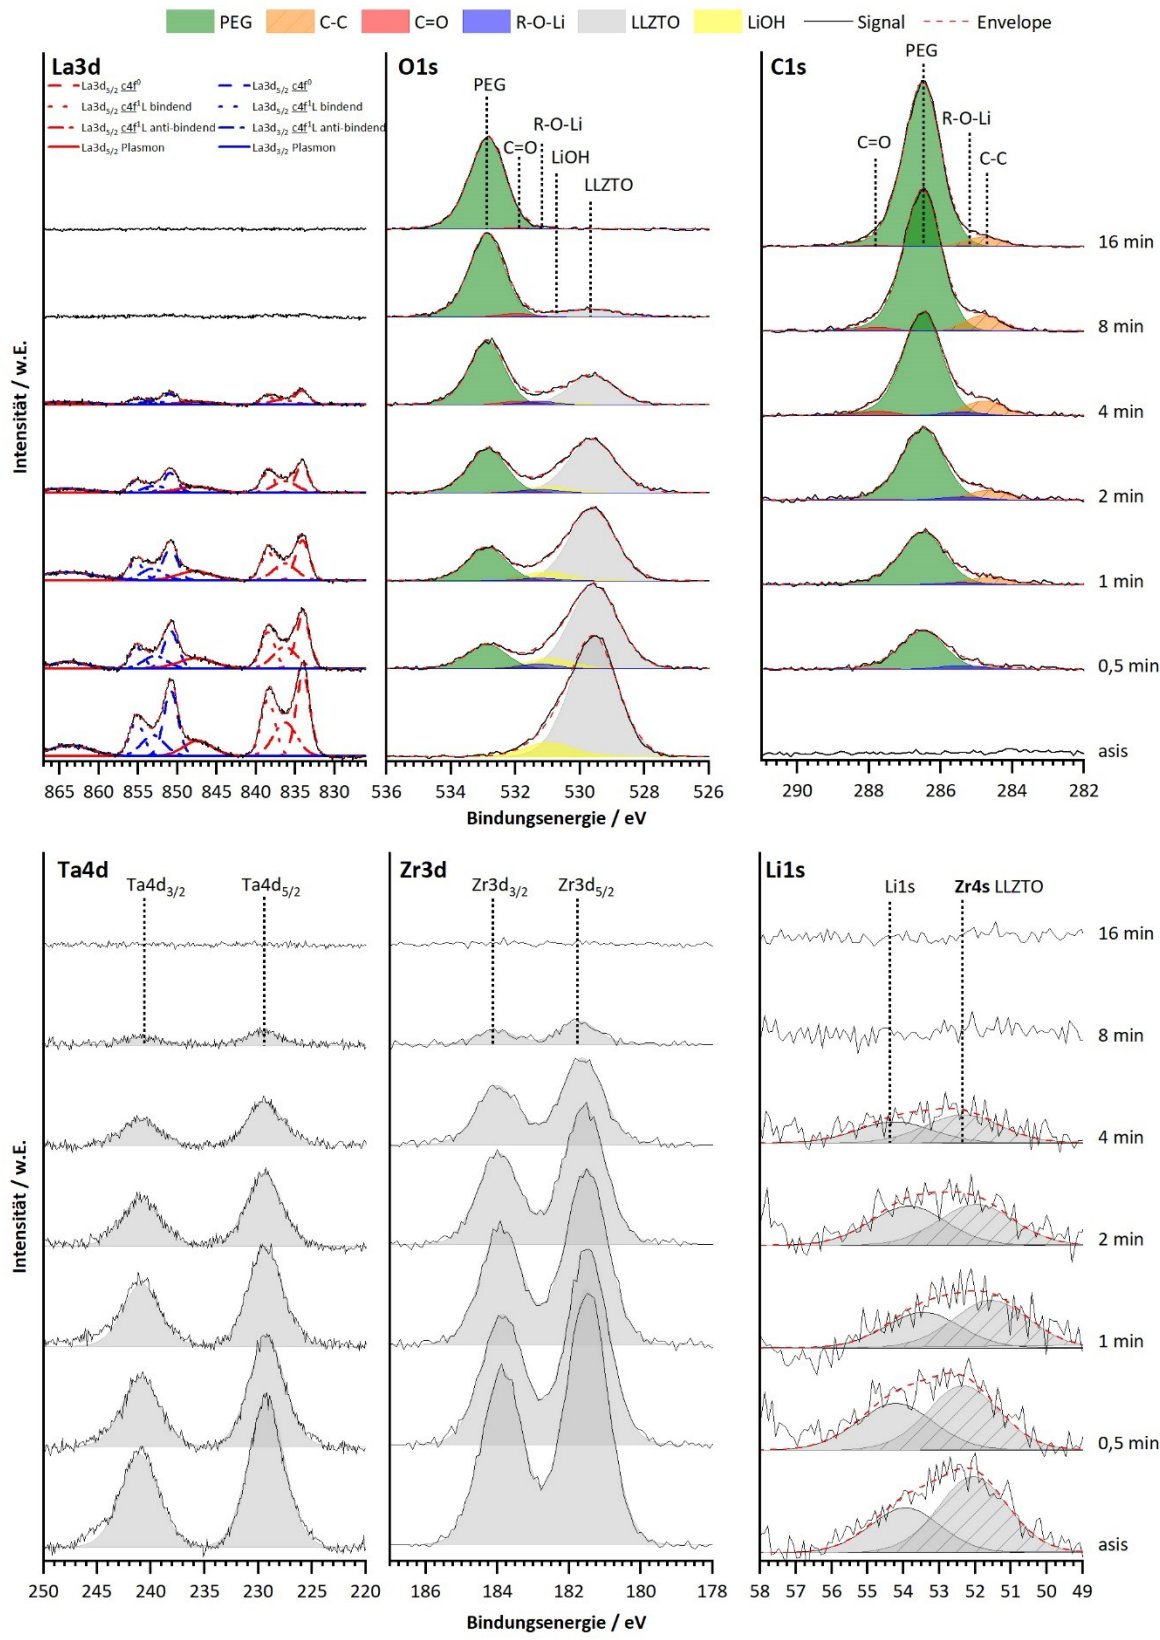 PEG C-C C=O R-O-Li LLZTO LiOH Signal Envelope
La3d
La3d5/2 c4f0
La3d5/2 c4f0
La3d5/2 c4f1L bindend
La3d3/2 c4f1L bindend
La3d5/2 c4f1L anti-bindend
La3d3/2 c4f1L anti-bindend
La3d5/2 Plasmon
La3d3/2 Plasmon
O1s
PEG
R-O-Li
C=O
LiOH
LLZTO
C1s
PEG
R-O-Li
C=O
C-C
16 min
8 min
4 min
2 min
1 min
0,5 min
asis
Intensität / w.E.
865 860 855 850 845 840 835 830
536 534 532 530 528 526
290 288 286 284 282
Bindungsenergie / eV
Ta4d
Ta4d3/2
Ta4d5/2
Zr3d
Zr3d3/2
Zr3d5/2
Li1s
Li1s
Zr4s LLZTO
16 min
8 min
4 min
2 min
1 min
0,5 min
asis
Intensität / w.E.
250 245 240 235 230 225 220
186 184 182 180 178
58 57 56 55 54 53 52 51 50 49
Bindungsenergie / eV